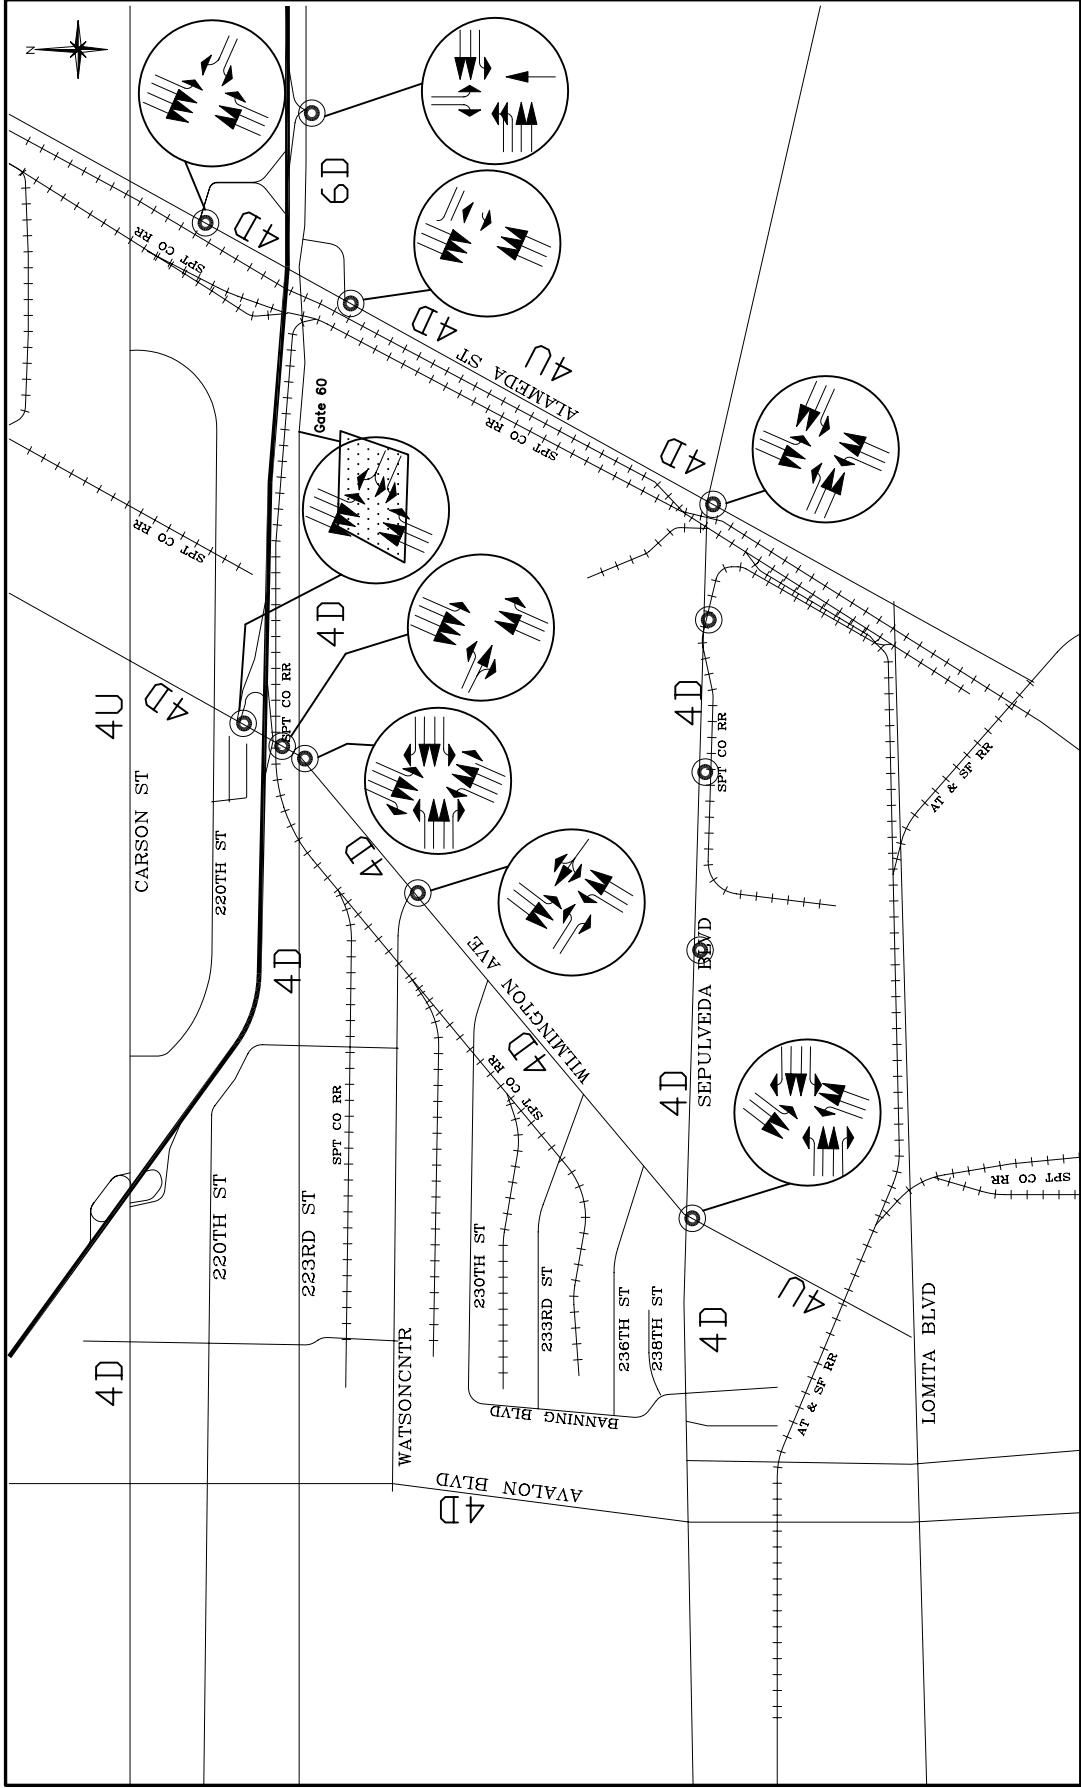 N
6D
4D
SPT CO RR
4D
4U
ALAMEDA ST
Gate 60
SPT CO RR
4D
SPT CO RR
4D
4U
4D
SPT CO RR
4D
SPT CO RR
CARSON ST
220TH ST
4D
AT & SF RR
4D
WILMINGTON AVE
SEPULVEDA BLVD
4D
SPT CO RR
4D
SPT CO RR
220TH ST
223RD ST
230TH ST
233RD ST
236TH ST
238TH ST
SPT CO RR
4U
4D
LOMITA BLVD
AT & SF RR
4D
WATSONCNTR
BANNING BLVD
AVALON BLVD
4D